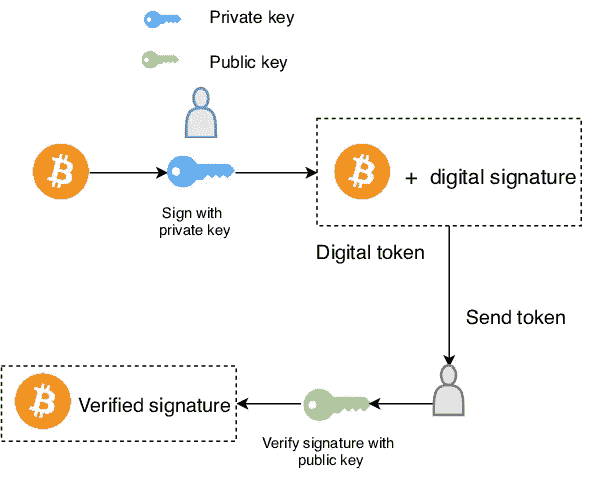 Private key
Public key
Sign with
private key
+ digital signature
Digital token
Send token
Verified signature
Verify signature with
public key